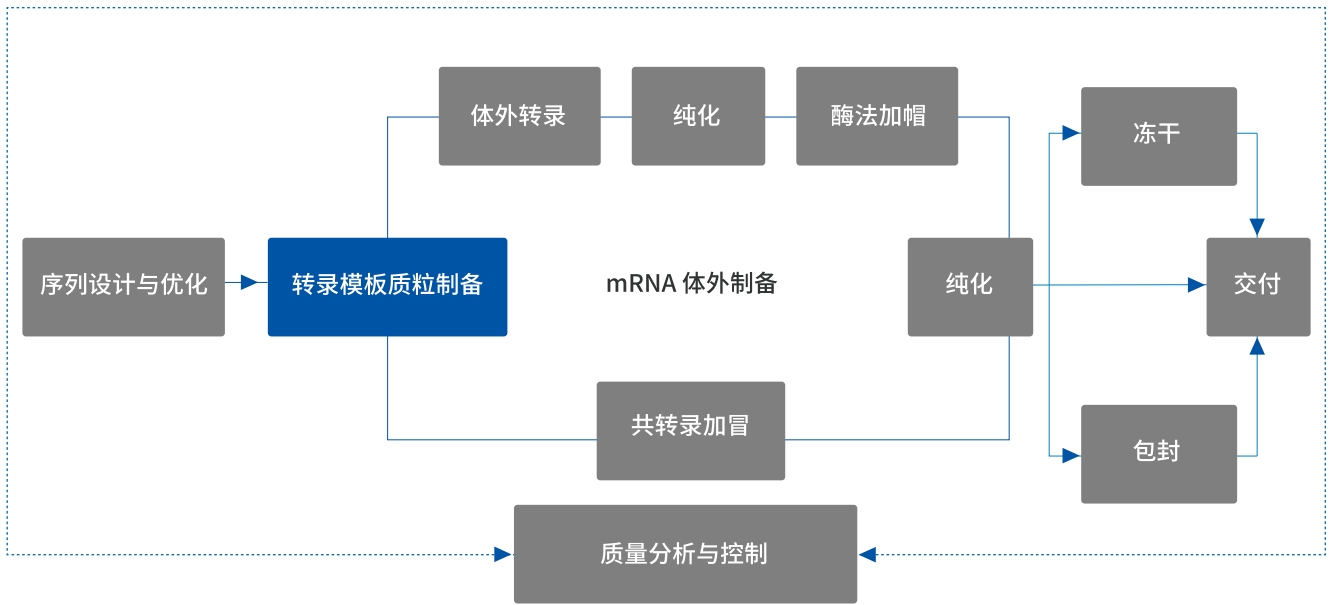 体外转录
纯化
酶法加帽
冻干
序列设计与优化
转录模板质粒制备
mRNA 体外制备
纯化
交付
共转录加冒
包封
质量分析与控制